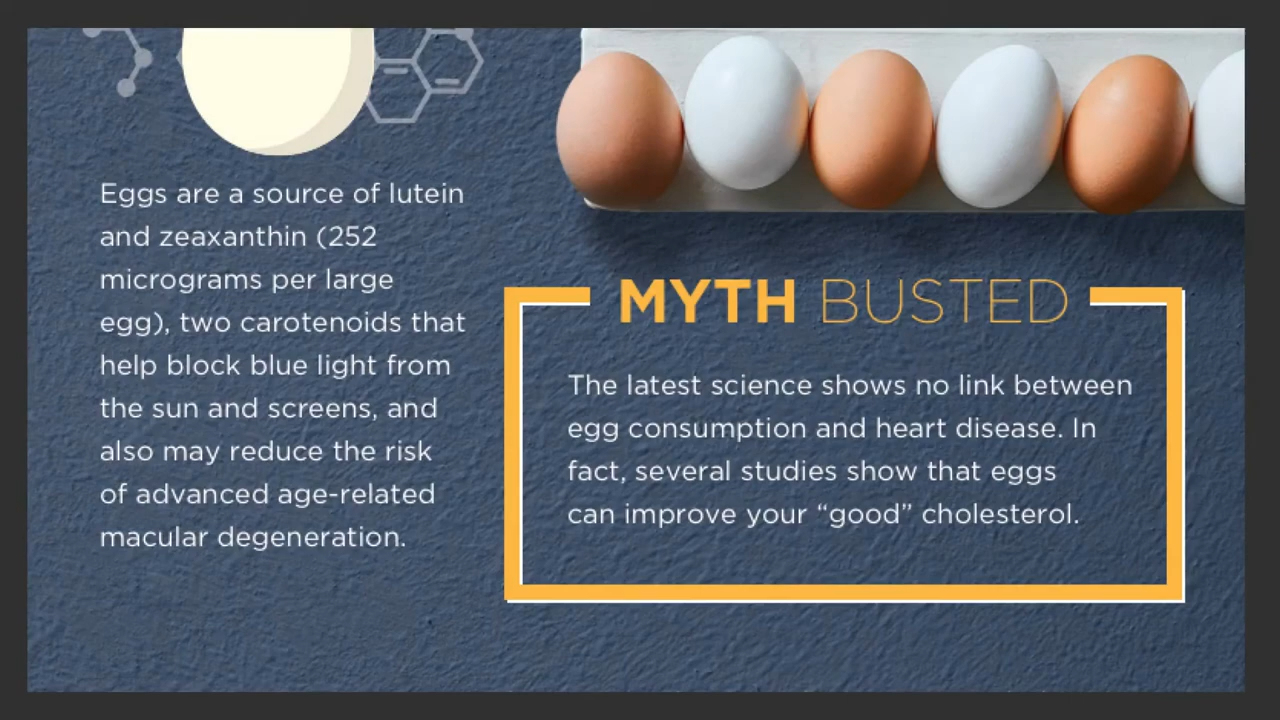 Eggs are a source of lutein
and zeaxanthin (252
micrograms per large
egg), two carotenoids that
help block blue light from
the sun and screens, and
also may reduce the risk
of advanced age-related
macular degeneration.
MYTH BUSTED
The latest science shows no link between
egg consumption and heart disease. In
fact, several studies show that eggs
can improve your “good” cholesterol.